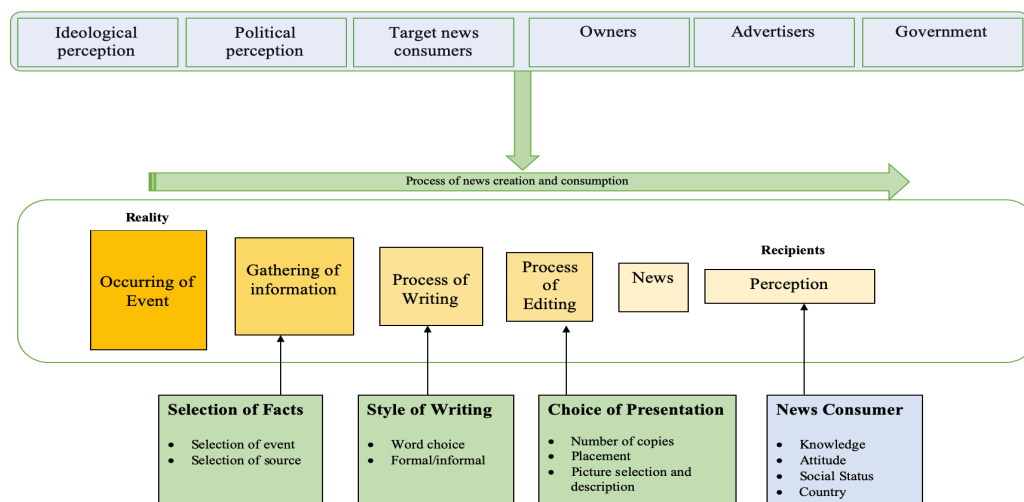 Ideological
perception
Political
perception
Target news
consumers
Owners
Advertisers
Government
Process of news creation and consumption
Reality
Occurring of
Event
Gathering of
information
Process of
Writing
Process
of
Editing
News
Recipients
Perception
Selection of Facts
• Selection of event
• Selection of source
Style of Writing
• Word choice
• Formal/informal
Choice of Presentation
• Number of copies
• Placement
• Picture selection and
description
News Consumer
• Knowledge
• Attitude
• Social Status
• Country